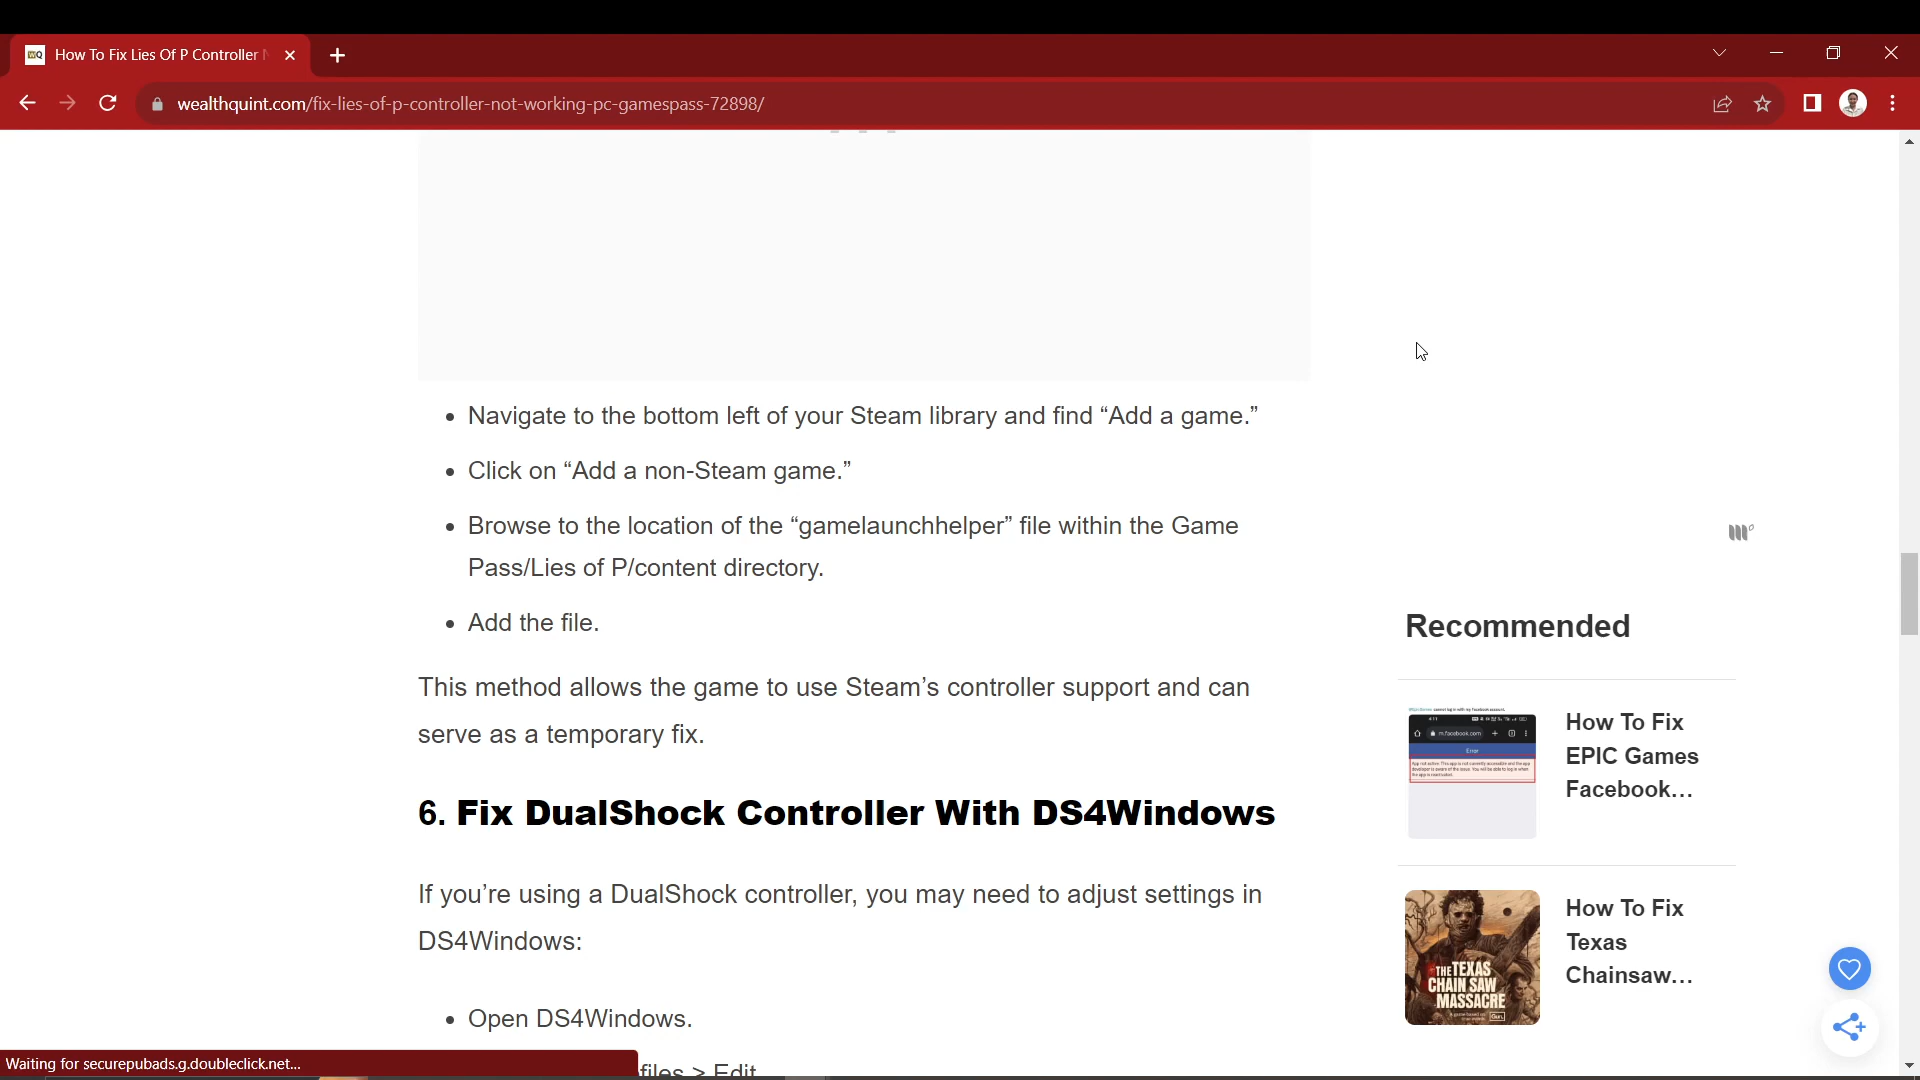 How To Fix Lies Of P Controller
wealthquint.com/fix-lies-of-p-controller-not-working-pc-gamespass-72898/
Navigate to the bottom left of your Steam library and find “Add a game.”
Click on “Add a non-Steam game.”
Browse to the location of the “gamelaunchhelper” file within the Game
Pass/Lies of P/content directory.
Add the file.
This method allows the game to use Steam’s controller support and can
serve as a temporary fix.
6. Fix DualShock Controller With DS4Windows
If you’re using a DualShock controller, you may need to adjust settings in
DS4Windows:
Open DS4Windows.
files > Edit
Recommended
m.facebook.com
Error
How To Fix
EPIC Games
Facebook...
THE TEXAS
CHAIN SAW
MASSACRE
Gun.
How To Fix
Texas
Chainsaw...
Waiting for securepubads.g.doubleclick.net...